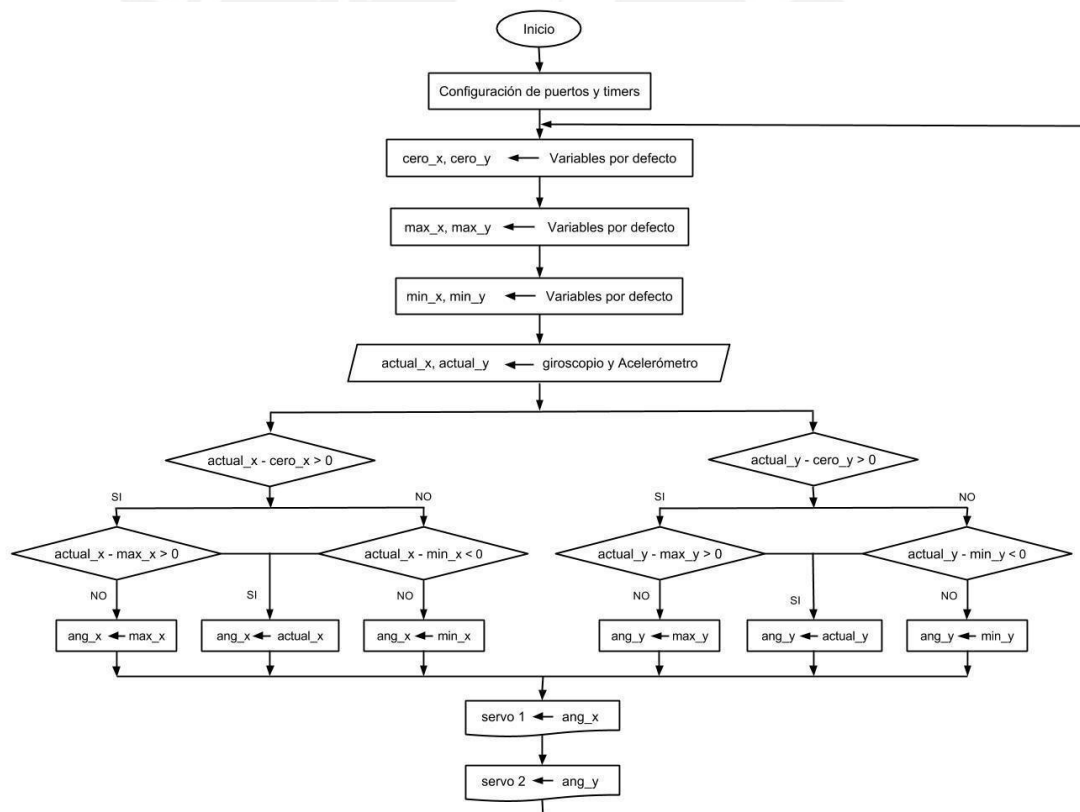 Inicio
Configuración de puertos y timers
cero_x, cero_y ← Variables por defecto
max_x, max_y ← Variables por defecto
min_x, min_y ← Variables por defecto
actual_x, actual_y ← giroscopio y Acelerómetro
actual_x - cero_x > 0
actual_y - cero_y > 0
SI
NO
SI
NO
actual_x - max_x > 0
actual_x - min_x < 0
actual_y - max_y > 0
actual_y - min_y < 0
NO
SI
NO
NO
SI
NO
ang_x ← max_x
ang_x ← actual_x
ang_x ← min_x
ang_y ← max_y
ang_y ← actual_y
ang_y ← min_y
servo 1 ← ang_x
servo 2 ← ang_y